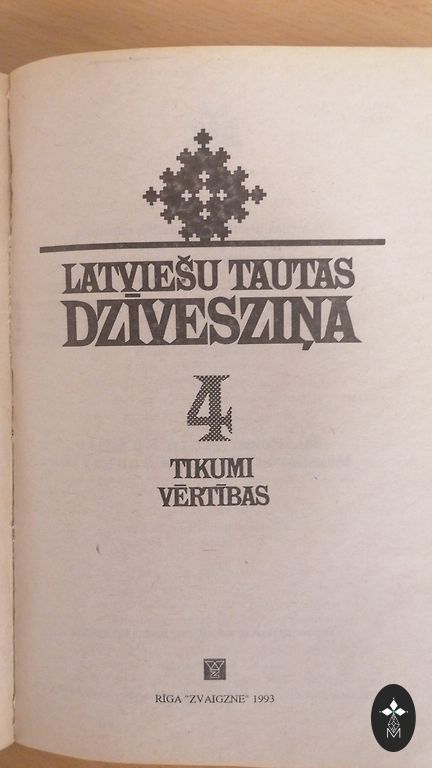 LATVIEŠU TAUTAS
DZĪVESZIŅA
4
TIKUMI
VĒRTĪBAS
RĪGA "ZVAIGZNE" 1993